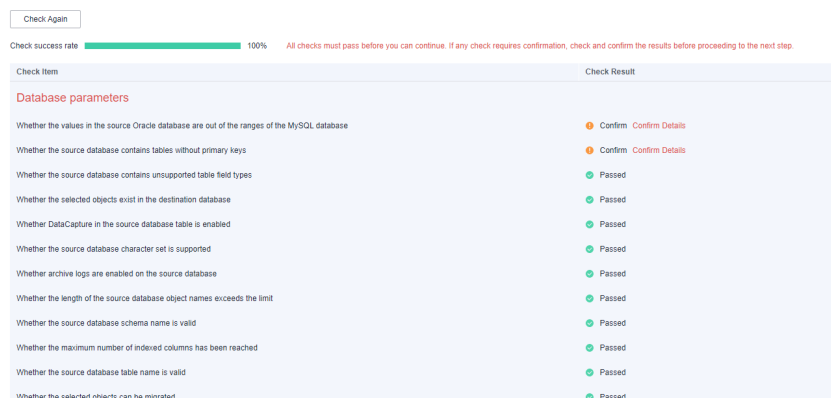 Check Again
Check success rate 100% All checks must pass before you can continue. If any check requires confirmation, check and confirm the results before proceeding to the next step.
Check Item Check Result
Database parameters
Whether the values in the source Oracle database are out of the ranges of the MySQL database Confirm Confirm Details
Whether the source database contains tables without primary keys Confirm Confirm Details
Whether the source database contains unsupported table field types Passed
Whether the selected objects exist in the destination database Passed
Whether DataCapture in the source database table is enabled Passed
Whether the source database character set is supported Passed
Whether archive logs are enabled on the source database Passed
Whether the length of the source database object names exceeds the limit Passed
Whether the source database schema name is valid Passed
Whether the maximum number of indexed columns has been reached Passed
Whether the source database table name is valid Passed
Whether the selected objects can be migrated Passed